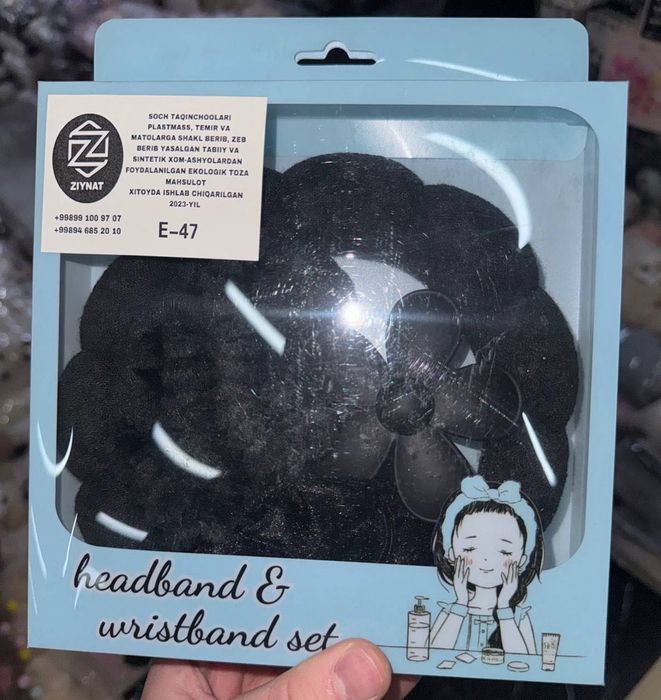 ZIYNAT
+99899 100 97 07
+99894 685 20 10
SOCH TAQINCHOOLARI
PLASTMASS, TEMIR VA
MATOLARGA SHAKL BERIB, ZEB
BERIB YASALGAN TABIIY VA
SINTETIK XOM-ASHYOLARDAN
FOYDALANILGAN EKOLOGIK TOZA
MAHSULOT
XITOYDA ISHLAB CHIQARILGAN
2023-YIL
E-47
headband &
wristband set